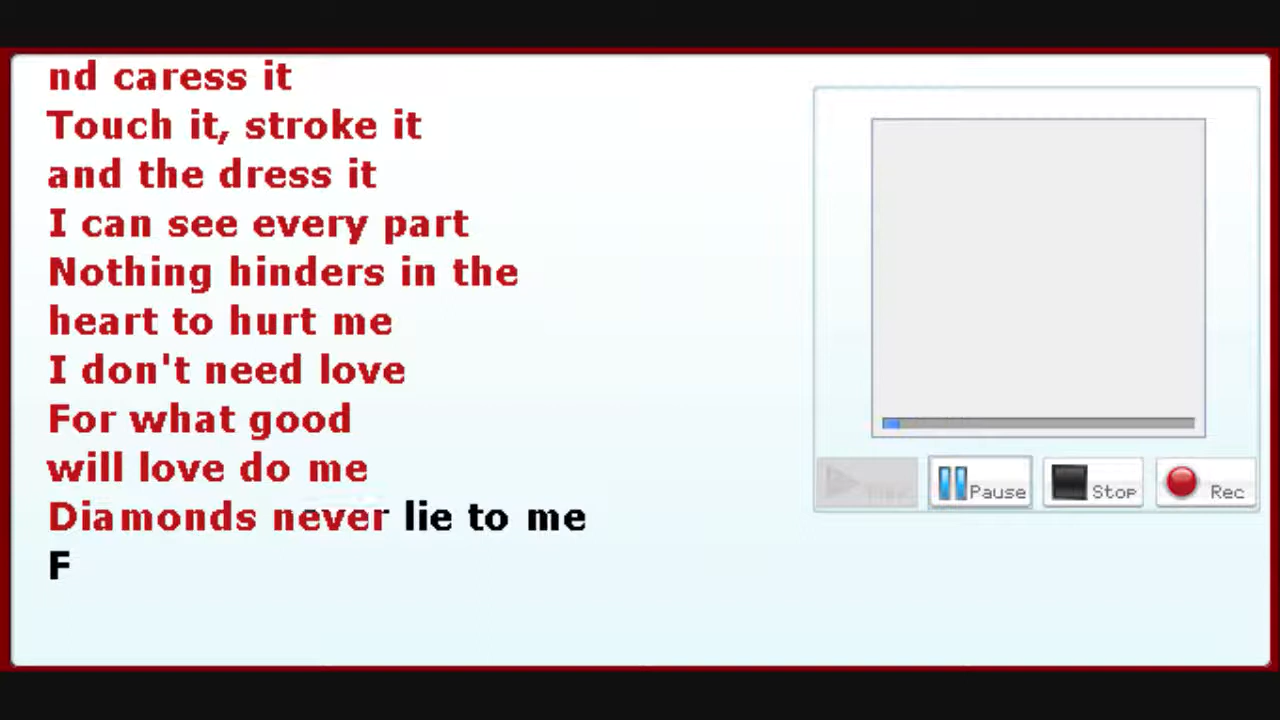 nd caress it
Touch it, stroke it
and the dress it
I can see every part
Nothing hinders in the
heart to hurt me
I don't need love
For what good
will love do me
Diamonds never lie to me
F
Pause
Stop
Rec